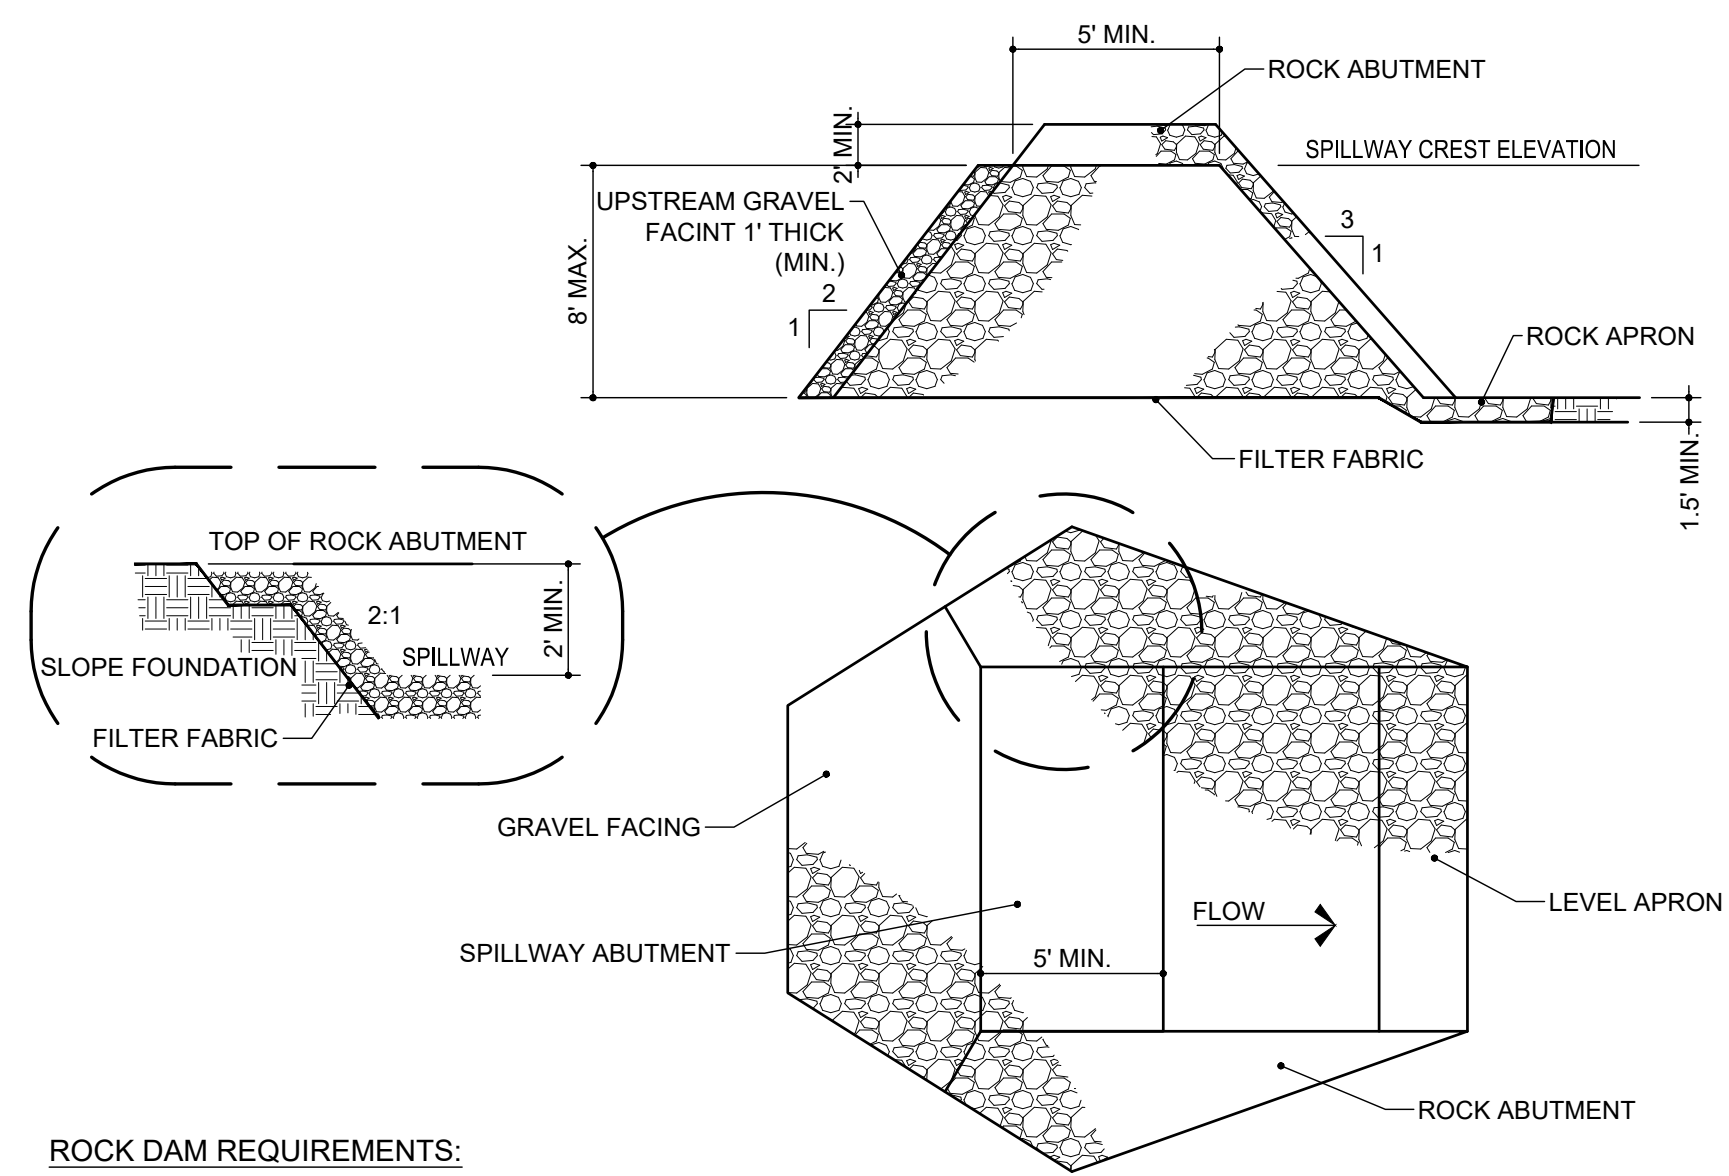 5' MIN.
ROCK ABUTMENT
2' MIN.
SPILLWAY CREST ELEVATION
UPSTREAM GRAVEL
FACINT 1' THICK
(MIN.)
8' MAX.
2
1
3
1
ROCK APRON
FILTER FABRIC
1.5' MIN.
TOP OF ROCK ABUTMENT
2:1
2' MIN.
SPILLWAY
SLOPE FOUNDATION
FILTER FABRIC
GRAVEL FACING
SPILLWAY ABUTMENT
5' MIN.
FLOW
LEVEL APRON
ROCK ABUTMENT
ROCK DAM REQUIREMENTS: